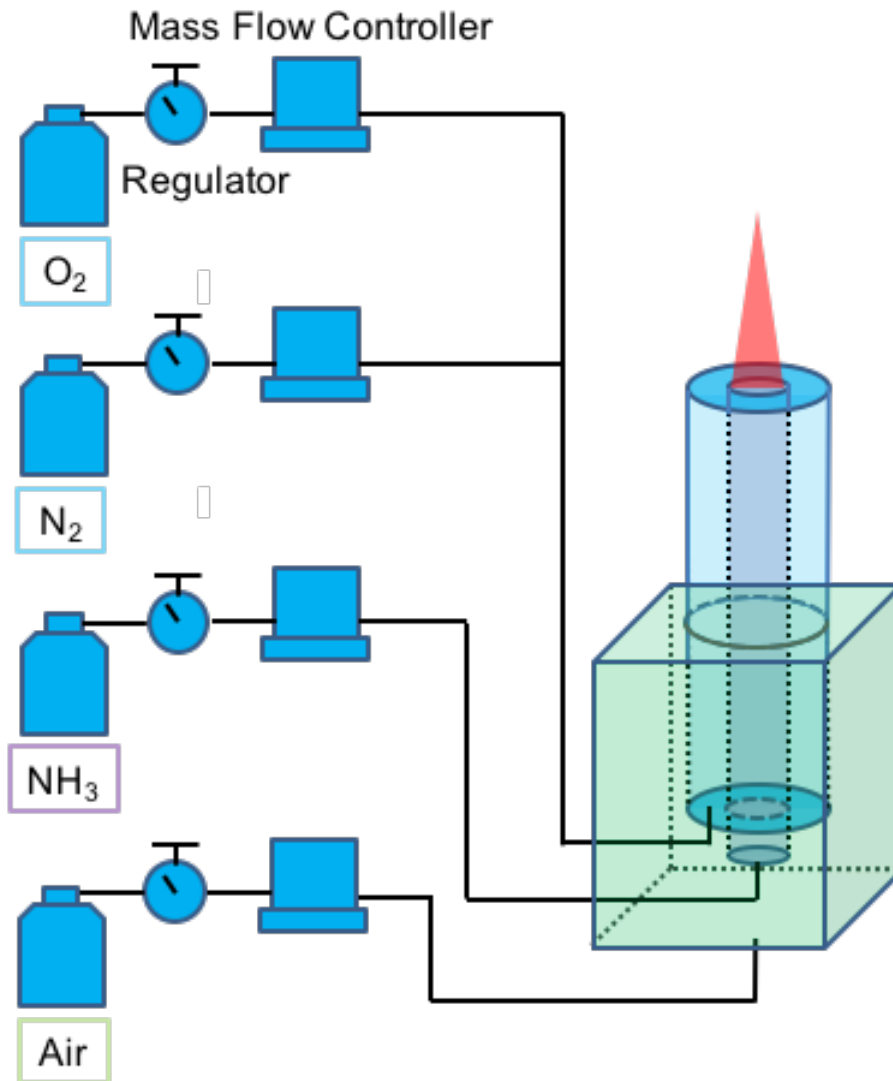 Mass Flow Controller
Regulator
O₂
N₂
NH₃
Air